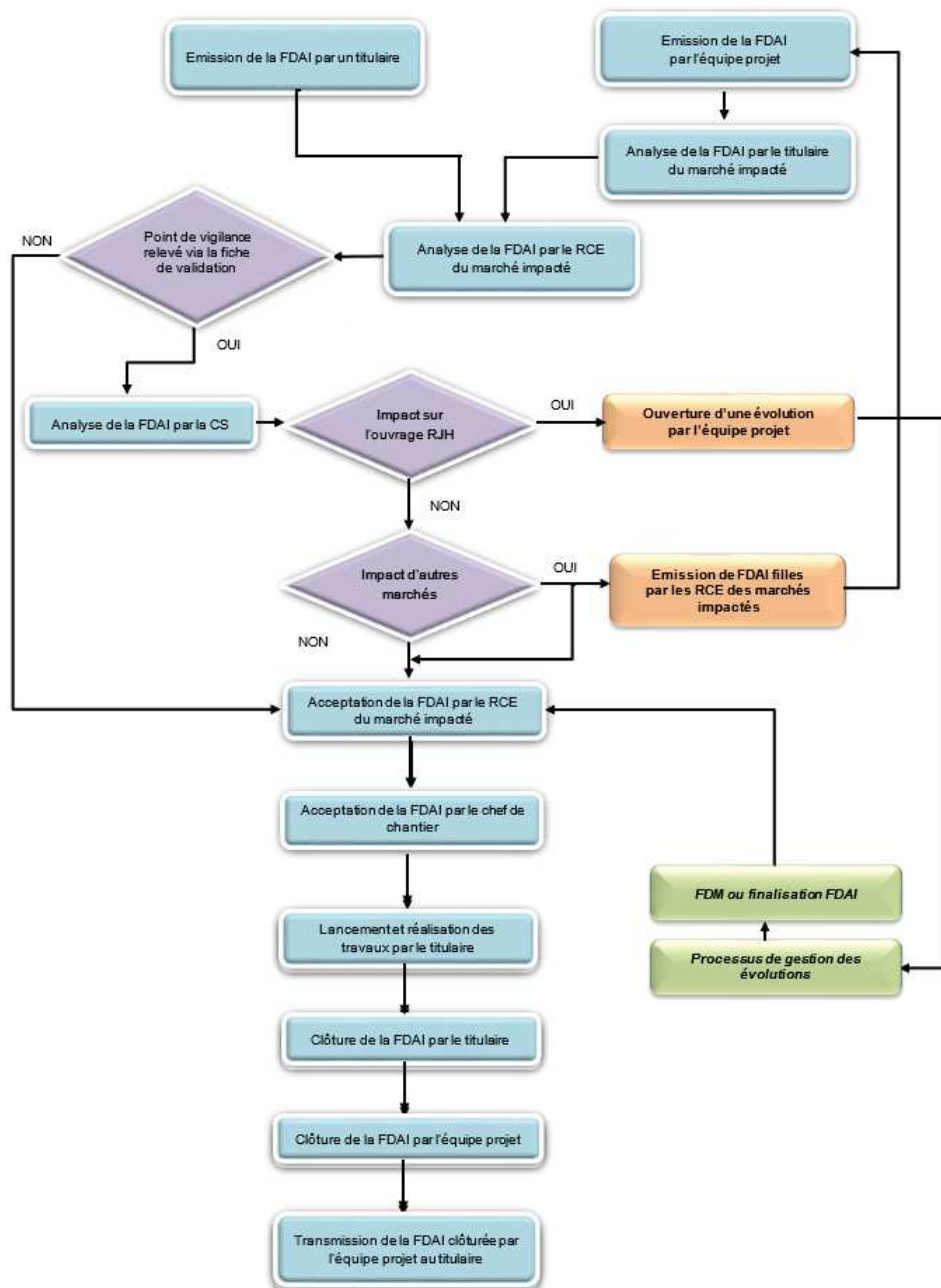 Emission de la FDAI par un titulaire
Emission de la FDAI
par l'équipe projet
Analyse de la FDAI par le titulaire
du marché impacté
NON
Point de vigilance
relevé via la fiche
de validation
Analyse de la FDAI par le RCE
du marché impacté
OUI
Analyse de la FDAI par la CS
Impact sur
l'ouvrage RJH
OUI
Ouverture d'une évolution
par l'équipe projet
NON
Impact d'autres
marchés
OUI
Emission de FDAI filles
par les RCE des marchés
impactés
NON
Acceptation de la FDAI par le RCE
du marché impacté
Acceptation de la FDAI par le chef de
chantier
FDM ou finalisation FDAI
Lancement et réalisation des
travaux par le titulaire
Processus de gestion des
évolutions
Clôture de la FDAI par le titulaire
Clôture de la FDAI par l'équipe projet
Transmission de la FDAI clôturée par
l'équipe projet au titulaire